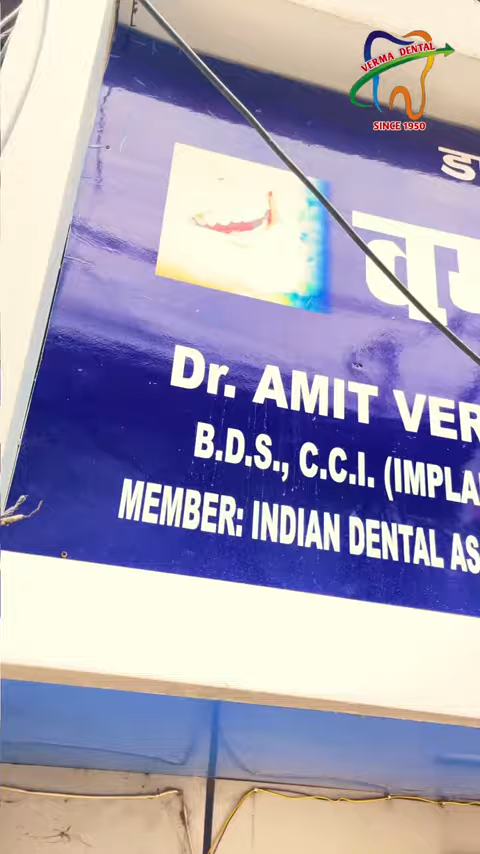 VERMA DENTAL
SINCE 1950
Dr. AMIT VER
B.D.S., C.C.I. (IMPLA
MEMBER: INDIAN DENTAL AS